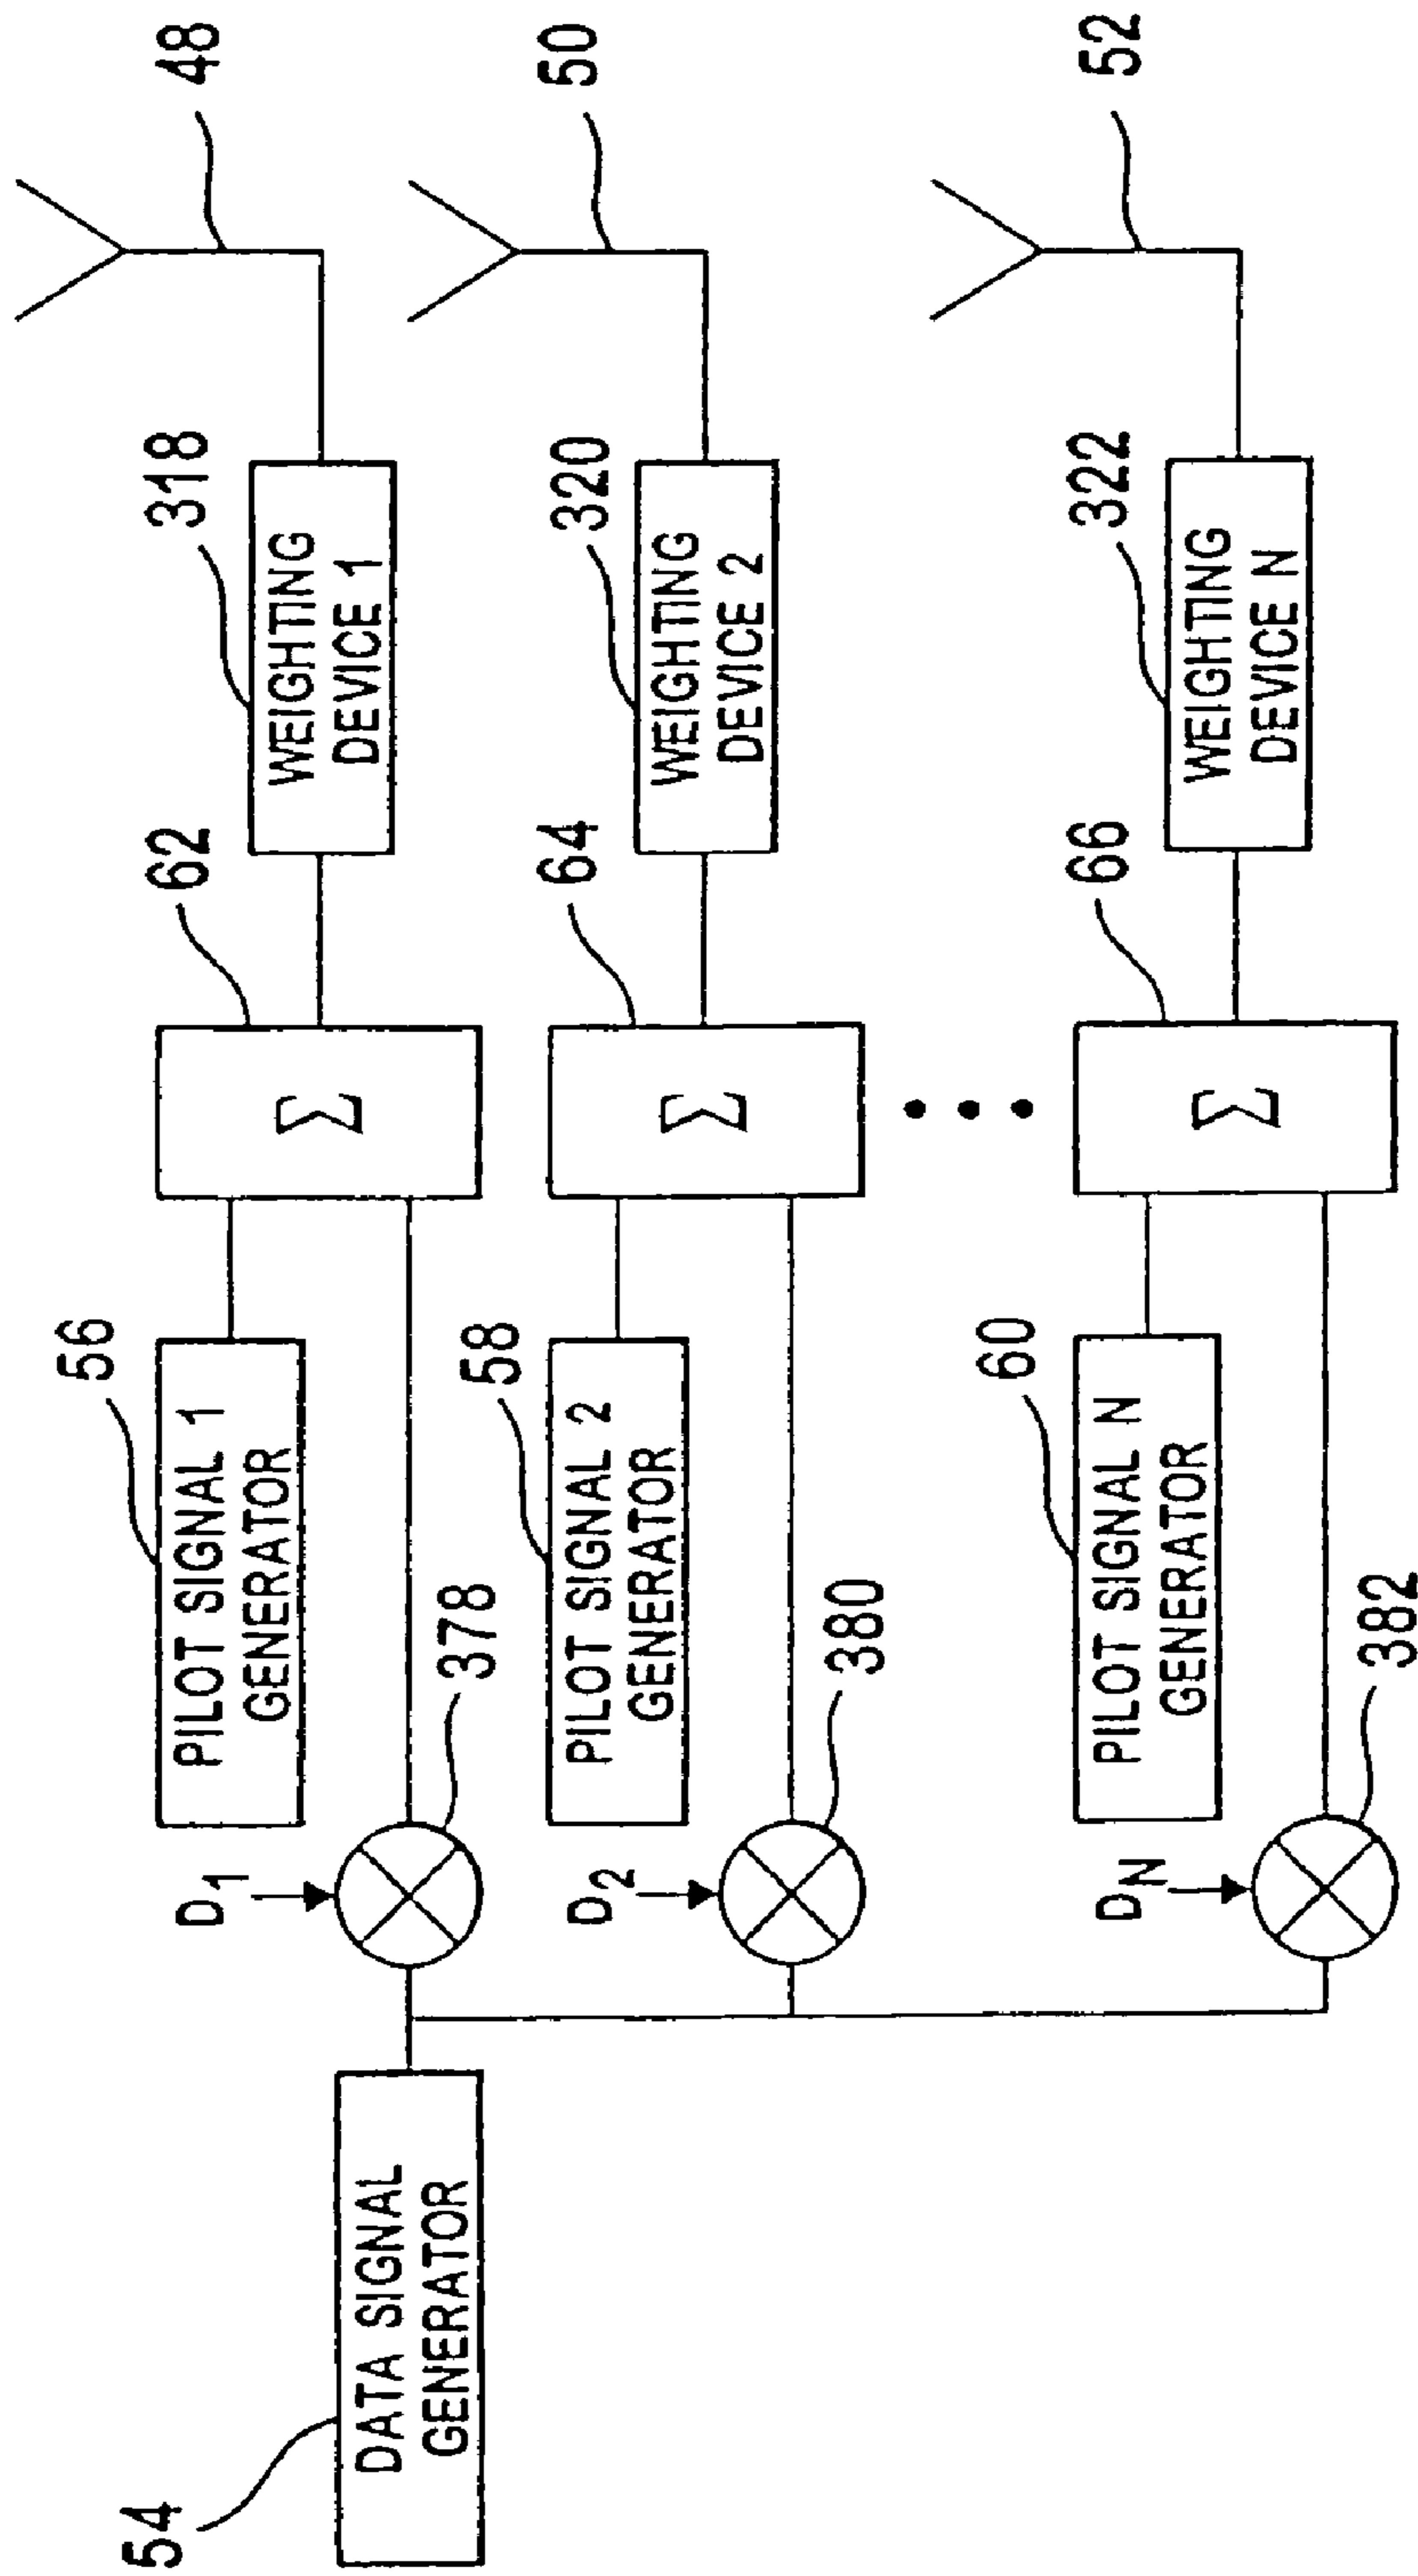 54
DATA SIGNAL
GENERATOR
D1
378
56
PILOT SIGNAL 1
GENERATOR
62
Σ
318
WEIGHTING
DEVICE 1
48
D2
380
58
PILOT SIGNAL 2
GENERATOR
64
Σ
320
WEIGHTING
DEVICE 2
50
DN
382
60
PILOT SIGNAL N
GENERATOR
66
Σ
322
WEIGHTING
DEVICE N
52